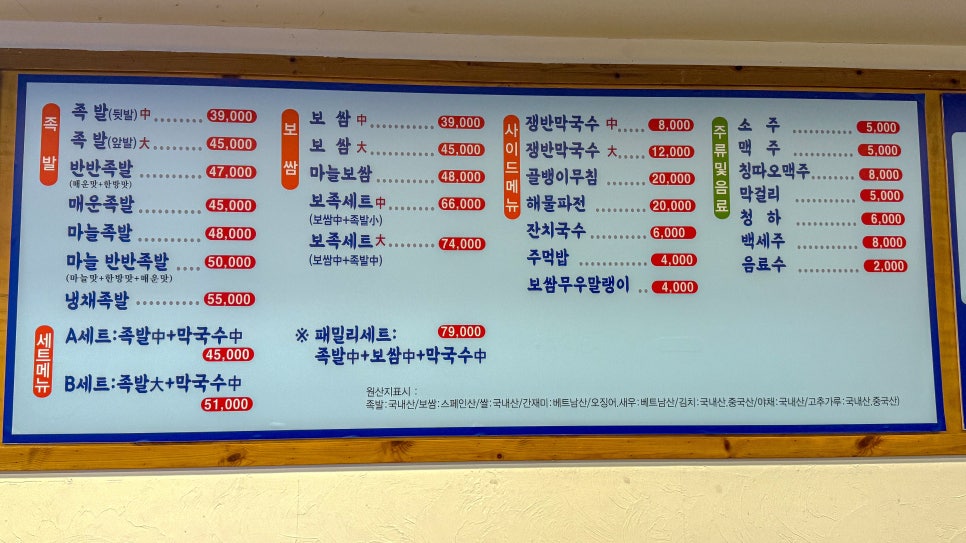 족발
족 발(뒷발)中 ........ 39,000
족 발(앞발)大 ........ 45,000
반반족발 ........ 47,000
(매운맛+한방맛)
매운족발 ........ 45,000
마늘족발 ........ 48,000
마늘 반반족발 ..... 50,000
(마늘맛+한방맛+매운맛)
냉채족발 ........ 55,000
세트메뉴
A세트:족발中+막국수中
45,000
B세트:족발大+막국수中
51,000
보쌈
보 쌈 中 ........ 39,000
보 쌈 大 ........ 45,000
마늘보쌈 ........ 48,000
보족세트中 ...... 66,000
(보쌈中+족발小)
보족세트大 ...... 74,000
(보쌈中+족발中)
※ 패밀리세트: 79,000
족발中+보쌈中+막국수中
사이드메뉴
쟁반막국수 中 .... 8,000
쟁반막국수 大 .... 12,000
골뱅이무침 ...... 20,000
해물파전 ........ 20,000
잔치국수 ........ 6,000
주먹밥 ........ 4,000
보쌈무우말랭이 .. 4,000
주류및음료
소 주 ........ 5,000
맥 주 ........ 5,000
칭따오맥주 ...... 8,000
막걸리 ........ 5,000
청 하 ........ 6,000
백세주 ........ 8,000
음료수 ........ 2,000
원산지표시 :
족발:국내산/보쌈:스페인산/쌀:국내산/간재미:베트남산/오징어,새우:베트남산/김치:국내산,중국산/야채:국내산/고추가루:국내산,중국산)